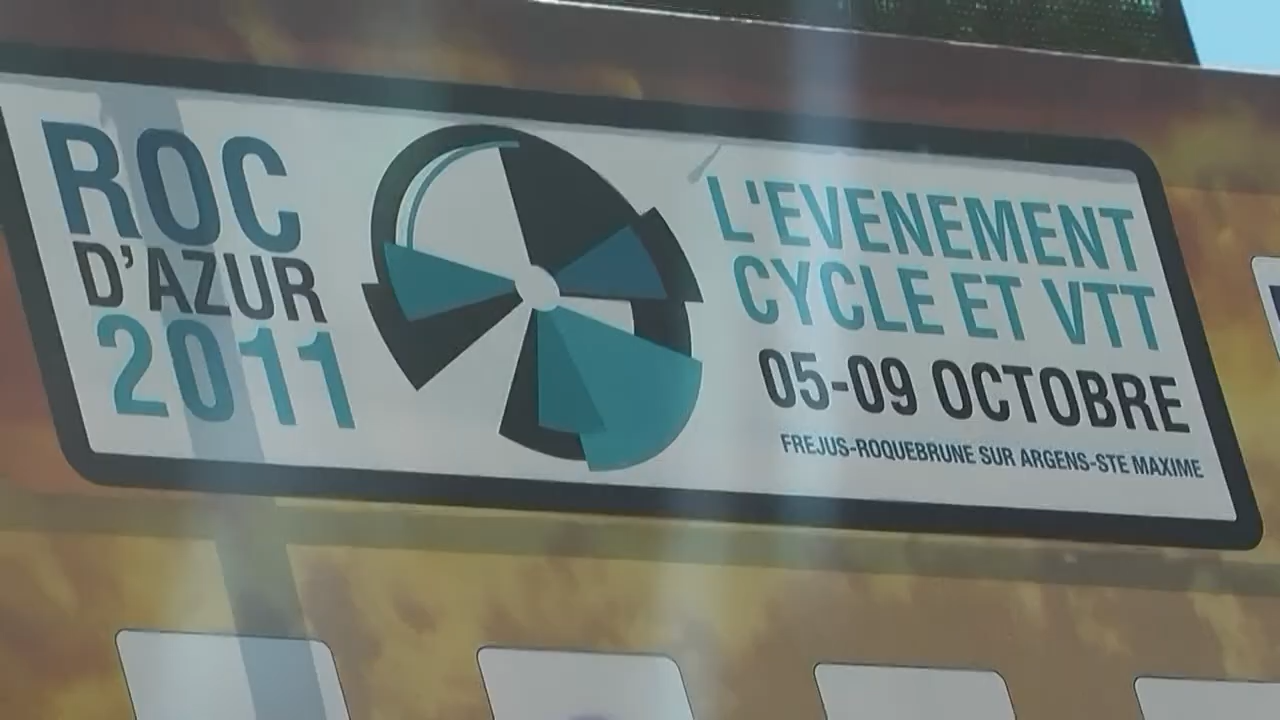 ROC
D'AZUR
2011
L'EVENEMENT
CYCLE ET VTT
05-09 OCTOBRE
FREJUS-ROQUEBRUNE SUR ARGENS-STE MAXIME